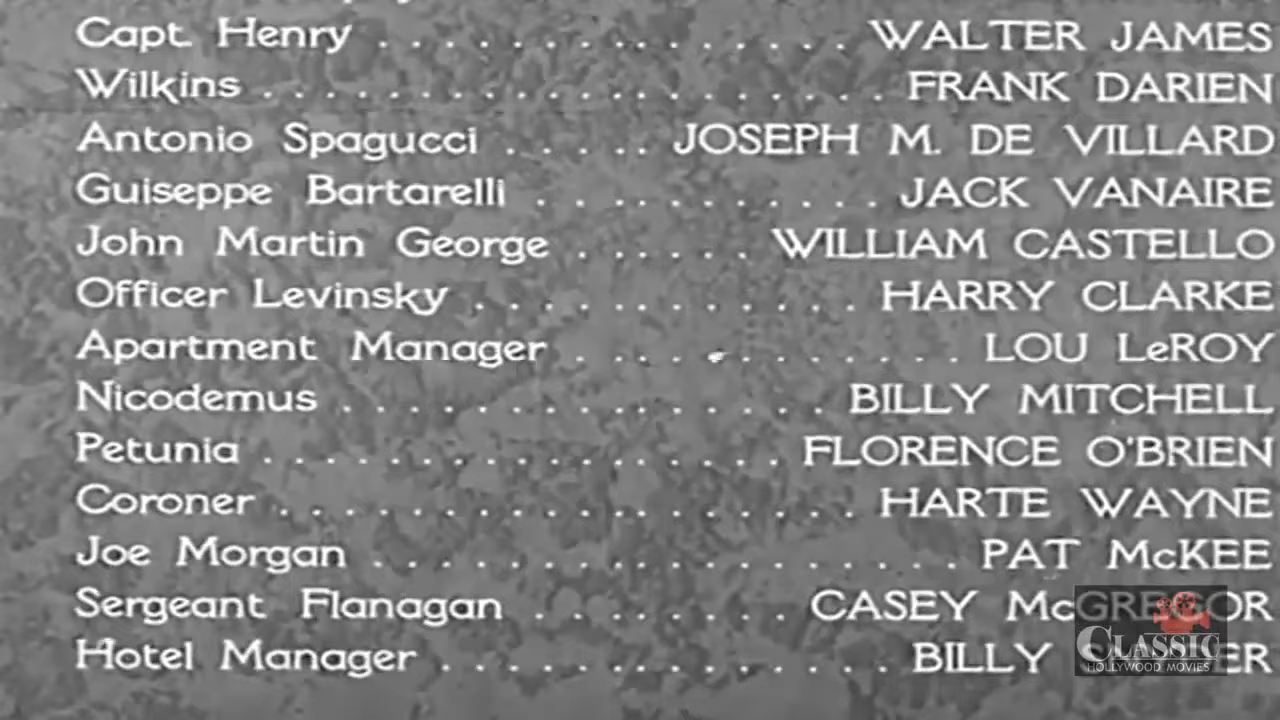 Capt. Henry . . . . . . . . . . . . . . . WALTER JAMES
Wilkins . . . . . . . . . . . . . . . . . . . . FRANK DARIEN
Antonio Spagucci . . . . . JOSEPH M. DE VILLARD
Guiseppe Bartarelli . . . . . . . . . . JACK VANAIRE
John Martin George . . . . . . WILLIAM CASTELLO
Officer Levinsky . . . . . . . . . . . . HARRY CLARKE
Apartment Manager . . . . . . . . . . . LOU LeROY
Nicodemus . . . . . . . . . . . . . . . . BILLY MITCHELL
Petunia . . . . . . . . . . . . . . . . . FLORENCE O'BRIEN
Coroner . . . . . . . . . . . . . . . . . . HARTE WAYNE
Joe Morgan . . . . . . . . . . . . . . . . . . . PAT McKEE
Sergeant Flanagan . . . . . . . . CASEY McGREGOR
Hotel Manager . . . . . . . . . . . . . . BILLY
CLASSIC
HOLLYWOOD MOVIES